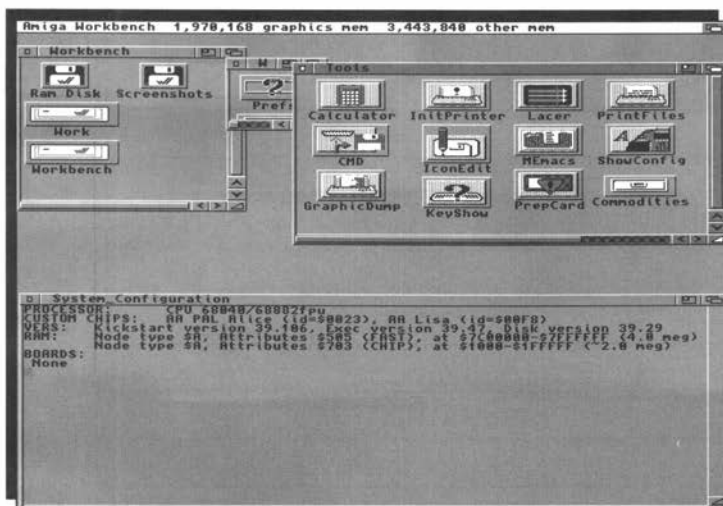 Amiga Workbench 1,970,168 graphics mem 3,443,840 other mem
Workbench
Ram Disk Screenshots
Work
Workbench
W
Prefs
Tools
Calculator InitPrinter Lacer PrintFiles
CMD IconEdit MEmacs ShowConfig
GraphicDump KeyShow PrepCard Commodities
System_Configuration
PROCESSOR: CPU 68040/68882fpu
CUSTOM CHIPS: AA PAL Alice (id=$0023), AA Lisa (id=$00F8)
VERS: Kickstart version 39.106, Exec version 39.47, Disk version 39.29
RAM: Node type $A, Attributes $505 (FAST), at $7C00000-$7FFFFFF (4.0 meg)
Node type $A, Attributes $703 (CHIP), at $1000-$1FFFFF (~2.0 meg)
BOARDS:
None